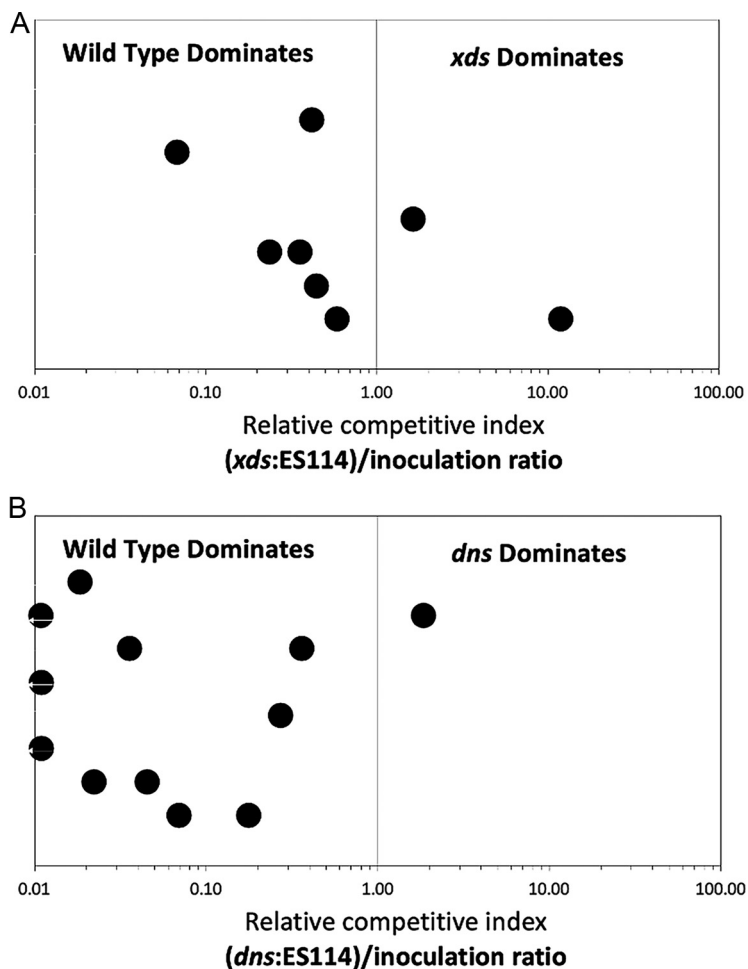 A
Wild Type Dominates
xds Dominates
0.01 0.10 1.00 10.00 100.00
Relative competitive index
(xds:ES114)/inoculation ratio
B
Wild Type Dominates
dns Dominates
0.01 0.10 1.00 10.00 100.00
Relative competitive index
(dns:ES114)/inoculation ratio